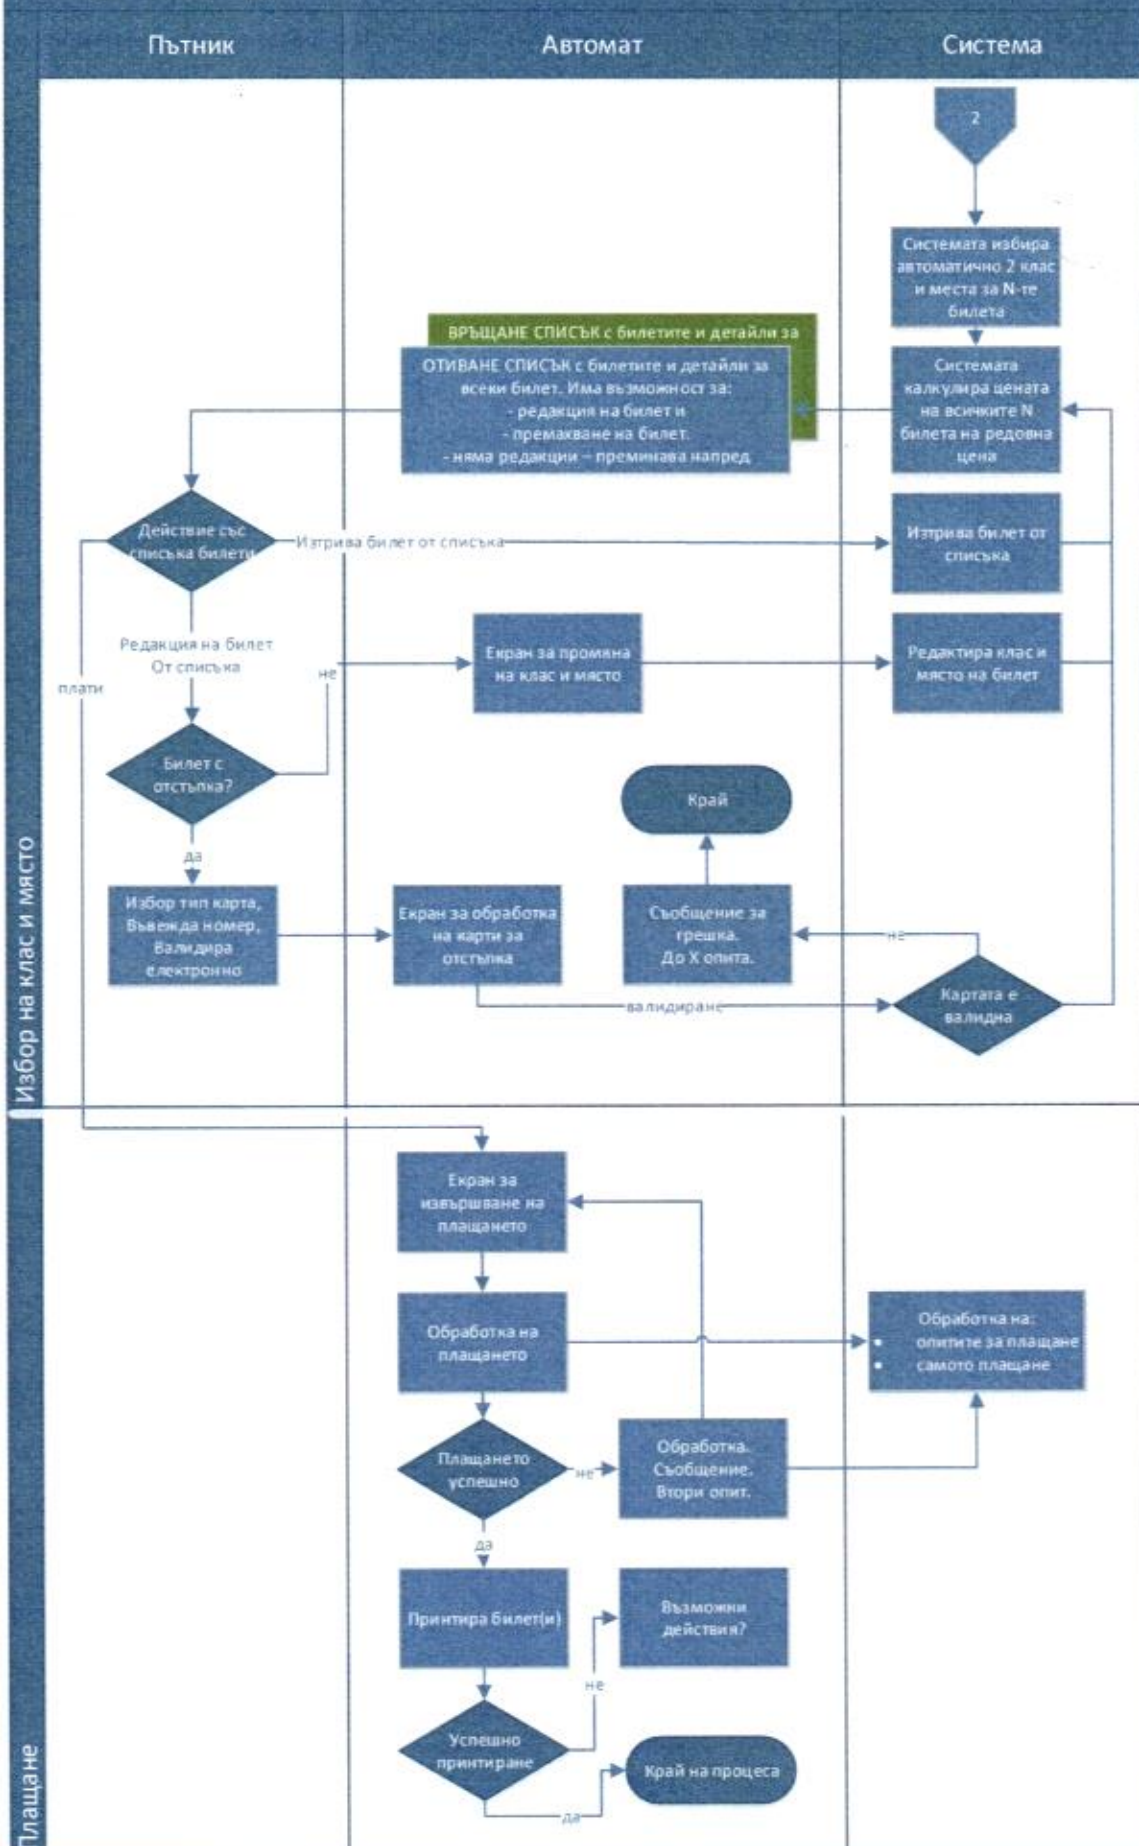 Пътник
Автомат
Система
Избор на клас и място
2
Системата избира
автоматично 2 клас
и места за N-те
билета
ВРЪЩАНЕ СПИСЪК с билетите и детайли за
ОТИВАНЕ СПИСЪК с билетите и детайли за
всеки билет. Има възможност за:
- редакция на билет и
- премахване на билет.
- няма редакции – преминава напред
Системата
калкулира цената
на всичките N
билета на редовна
цена
Действие със
списъка билети
Изтрива билет от списъка
Изтрива билет от
списъка
Редакция на билет
От списъка
плати
не
Екран за промяна
на клас и място
Редактира клас и
място на билет
Билет с
отстъпка?
да
Край
Избор тип карта,
Въвежда номер,
Валидира
електронно
Екран за обработка
на карти за
отстъпка
Съобщение за
грешка.
До X опита.
не
Картата е
валидна
валидиране
Плащане
Екран за
извършване на
плащането
Обработка на
плащането
Обработка на:
• опитите за плащане
• самото плащане
Плащането
успешно
не
Обработка.
Съобщение.
Втори опит.
да
Принтира билет(и)
Възможни
действия?
не
Успешно
принтиране
Край на процеса
да